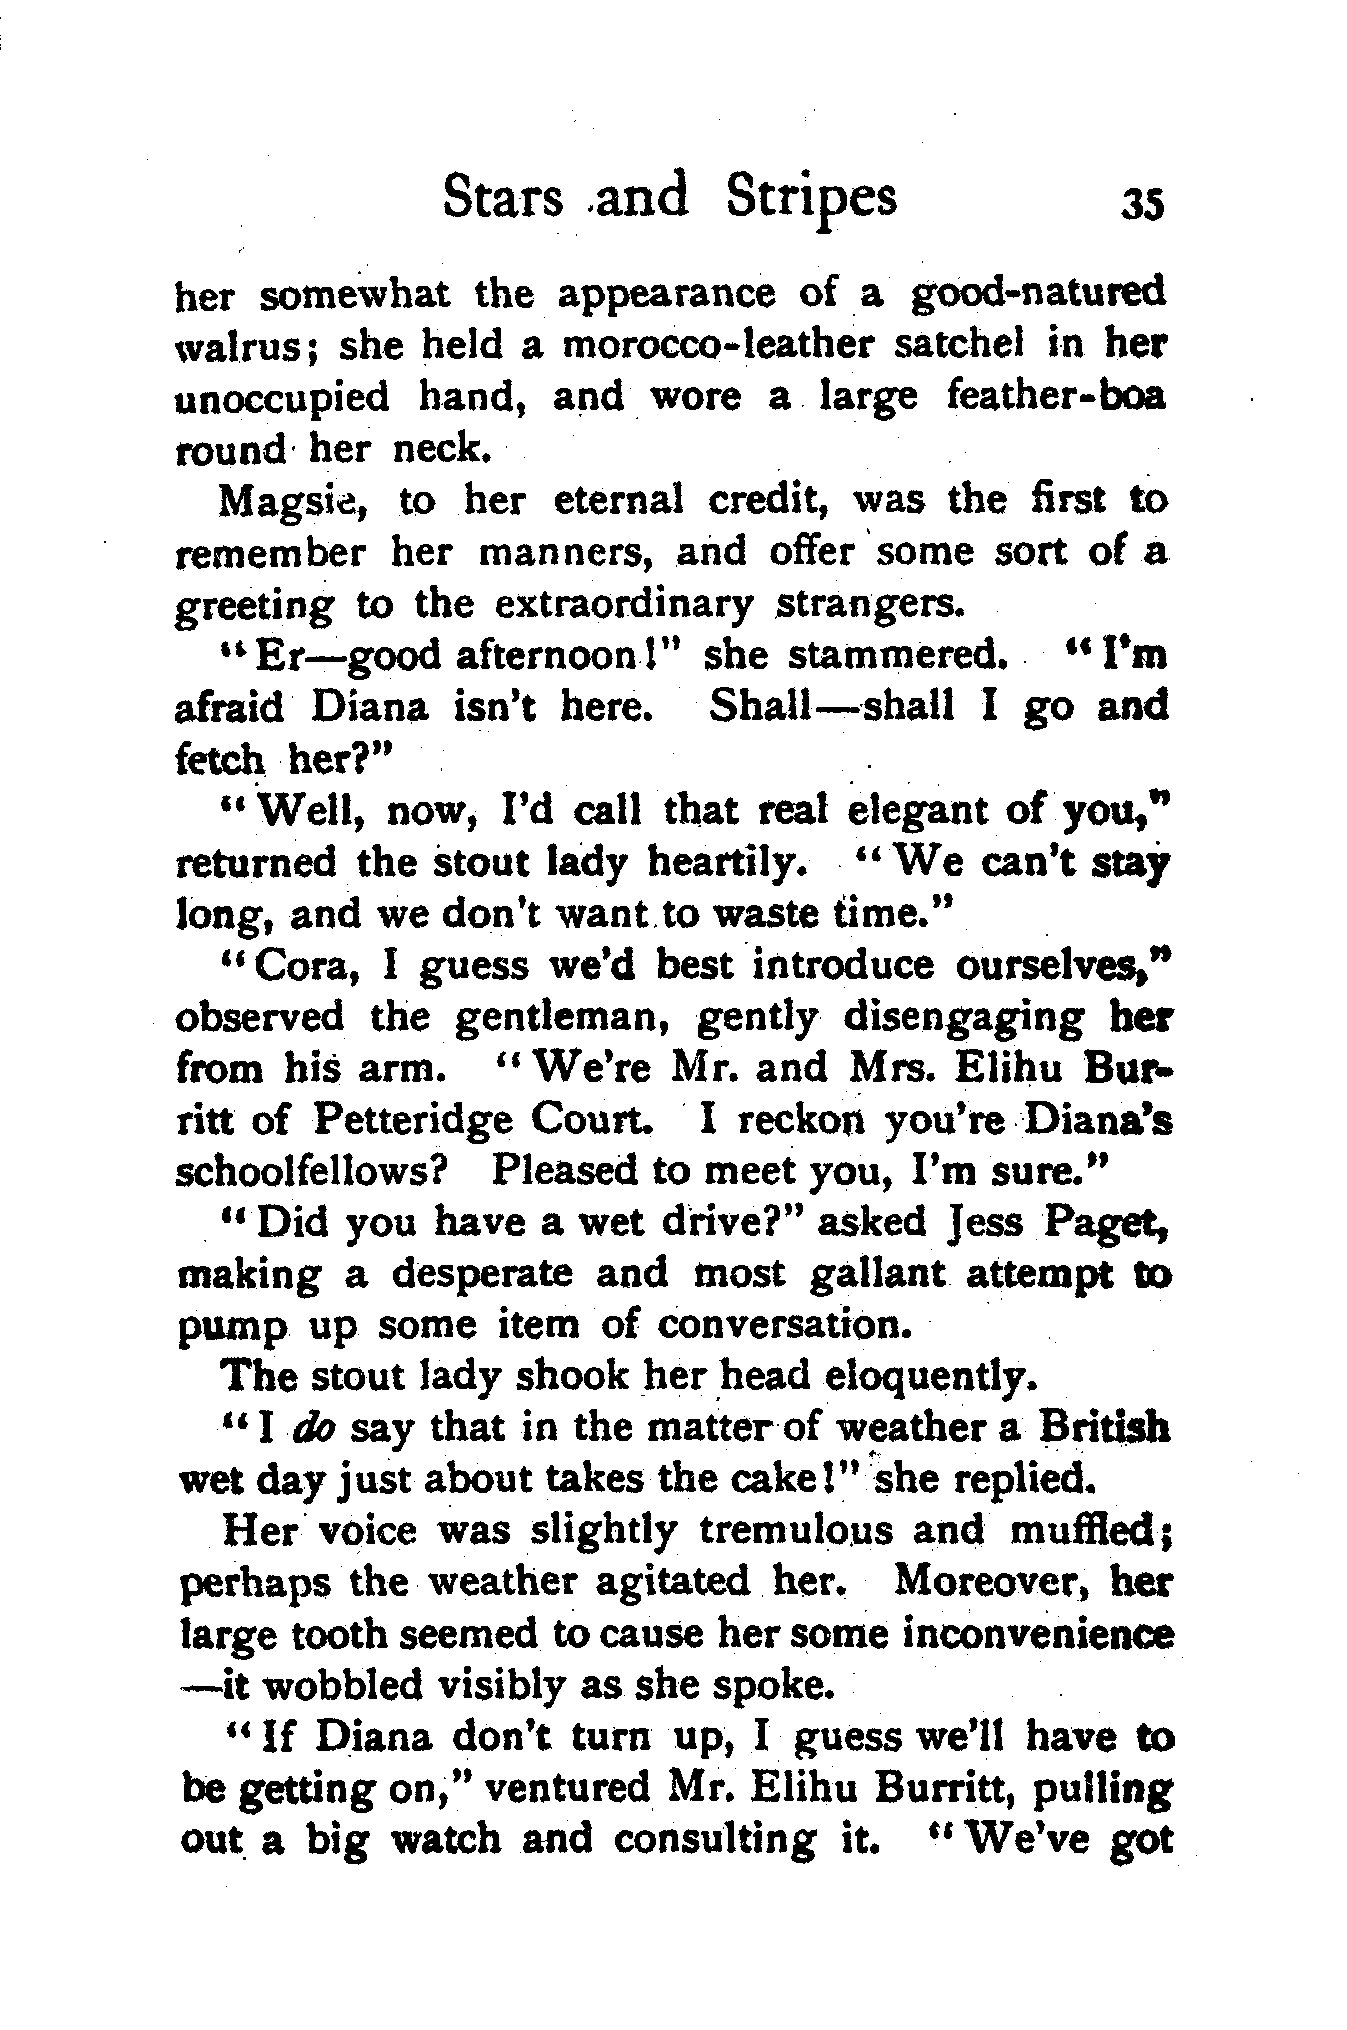 Stars and Stripes 35
her somewhat the appearance of a good-natured
walrus; she held a morocco-leather satchel in her
unoccupied hand, and wore a large feather-boa
round her neck.
Magsie, to her eternal credit, was the first to
remember her manners, and offer some sort of a
greeting to the extraordinary strangers.
"Er—good afternoon!" she stammered. "I'm
afraid Diana isn't here. Shall—shall I go and
fetch her?"
"Well, now, I'd call that real elegant of you,"
returned the stout lady heartily. "We can't stay
long, and we don't want to waste time."
"Cora, I guess we'd best introduce ourselves,"
observed the gentleman, gently disengaging her
from his arm. "We're Mr. and Mrs. Elihu Bur-
ritt of Petteridge Court. I reckon you're Diana's
schoolfellows? Pleased to meet you, I'm sure."
"Did you have a wet drive?" asked Jess Paget,
making a desperate and most gallant attempt to
pump up some item of conversation.
The stout lady shook her head eloquently.
"I do say that in the matter of weather a British
wet day just about takes the cake!" she replied.
Her voice was slightly tremulous and muffled;
perhaps the weather agitated her. Moreover, her
large tooth seemed to cause her some inconvenience
—it wobbled visibly as she spoke.
"If Diana don't turn up, I guess we'll have to
be getting on," ventured Mr. Elihu Burritt, pulling
out a big watch and consulting it. "We've got